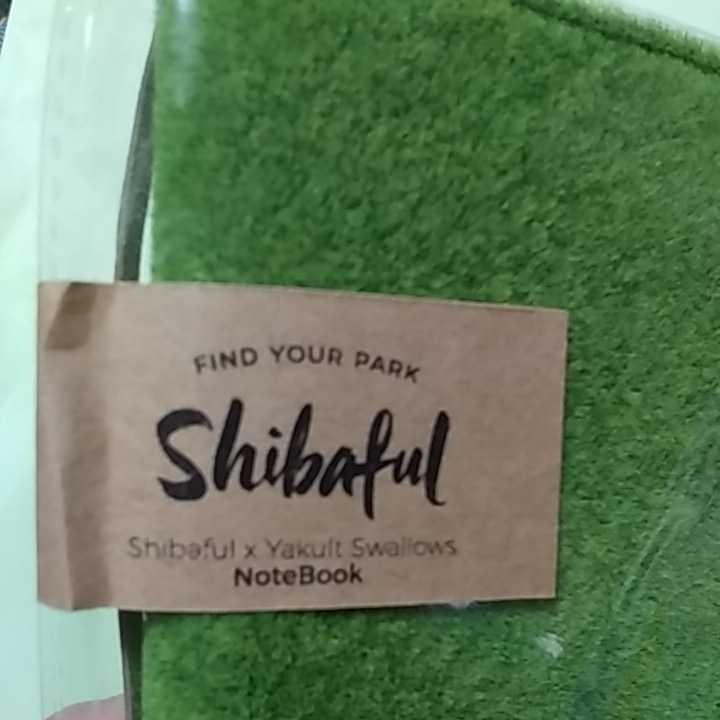 FIND YOUR PARK
Shibaful
Shibaful x Yakult Swallows
NoteBook